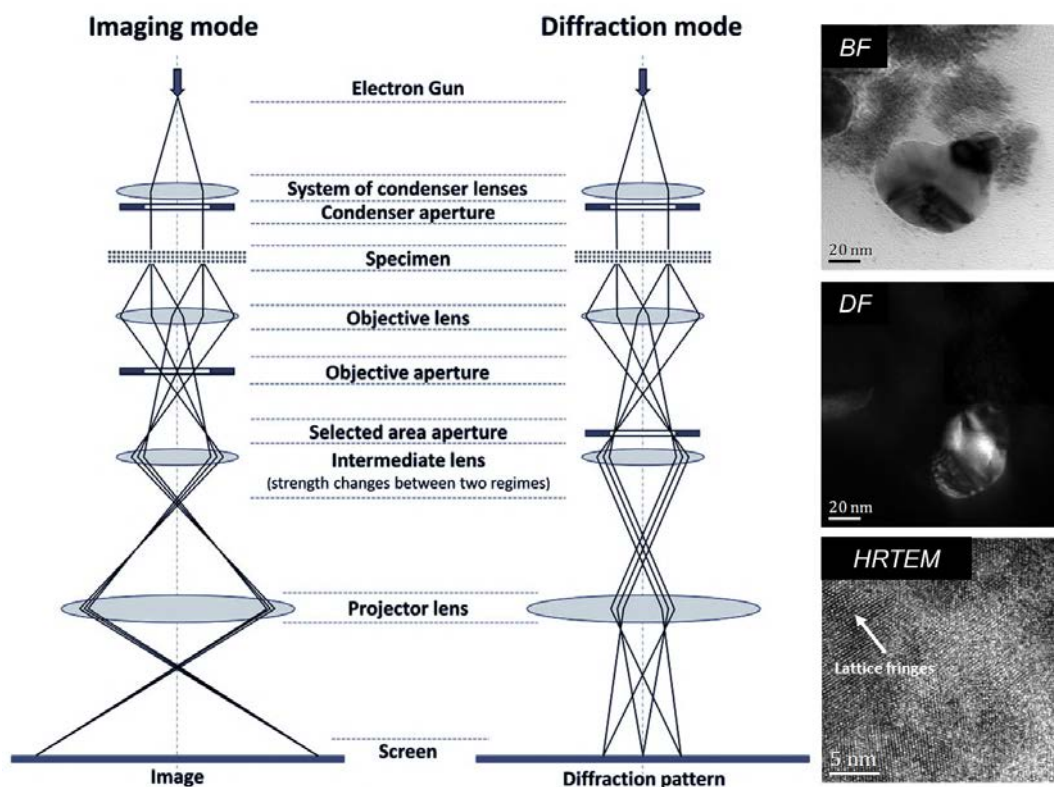 Imaging mode
Diffraction mode
Electron Gun
System of condenser lenses
Condenser aperture
Specimen
Objective lens
Objective aperture
Selected area aperture
Intermediate lens
(strength changes between two regimes)
Projector lens
Screen
Image
Diffraction pattern
BF
20 nm
DF
20 nm
HRTEM
Lattice fringes
5 nm